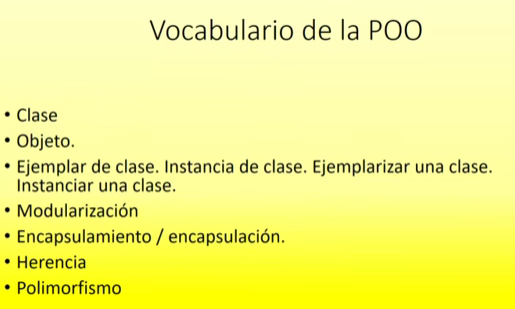 Vocabulario de la POO
• Clase
• Objeto.
• Ejemplar de clase. Instancia de clase. Ejemplarizar una clase.
Instanciar una clase.
• Modularización
• Encapsulamiento / encapsulación.
• Herencia
• Polimorfismo